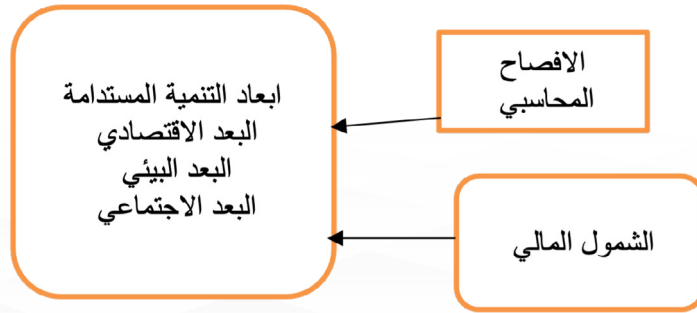 الافصاح
المحاسبي
ابعاد التنمية المستدامة
البعد الاقتصادي
البعد البيئي
البعد الاجتماعي
الشمول المالي